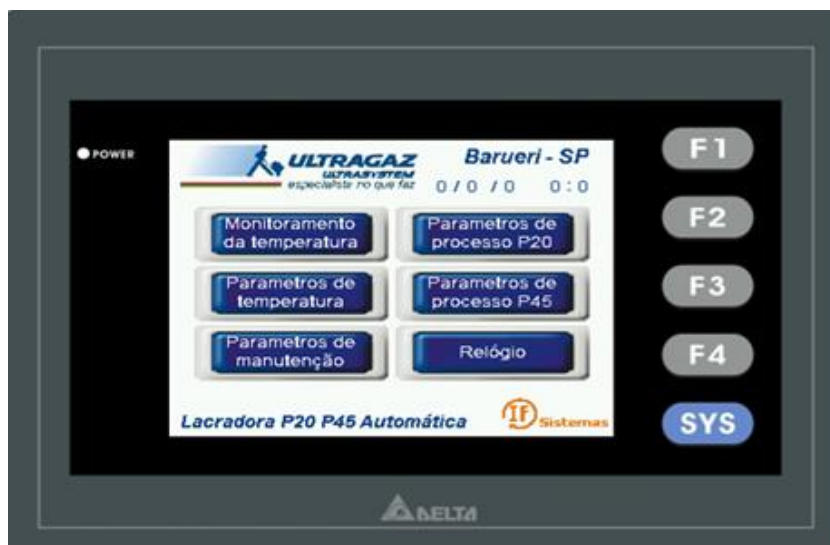 POWER
ULTRAGAZ
ULTRASYSTEM
especialista no que faz
Barueri - SP
0 / 0 / 0 0 : 0
Monitoramento
da temperatura
Parametros de
processo P20
Parametros de
temperatura
Parametros de
processo P45
Parametros de
manutenção
Relógio
Lacradora P20 P45 Automática
IF
Sistemas
F1
F2
F3
F4
SYS
DELTA